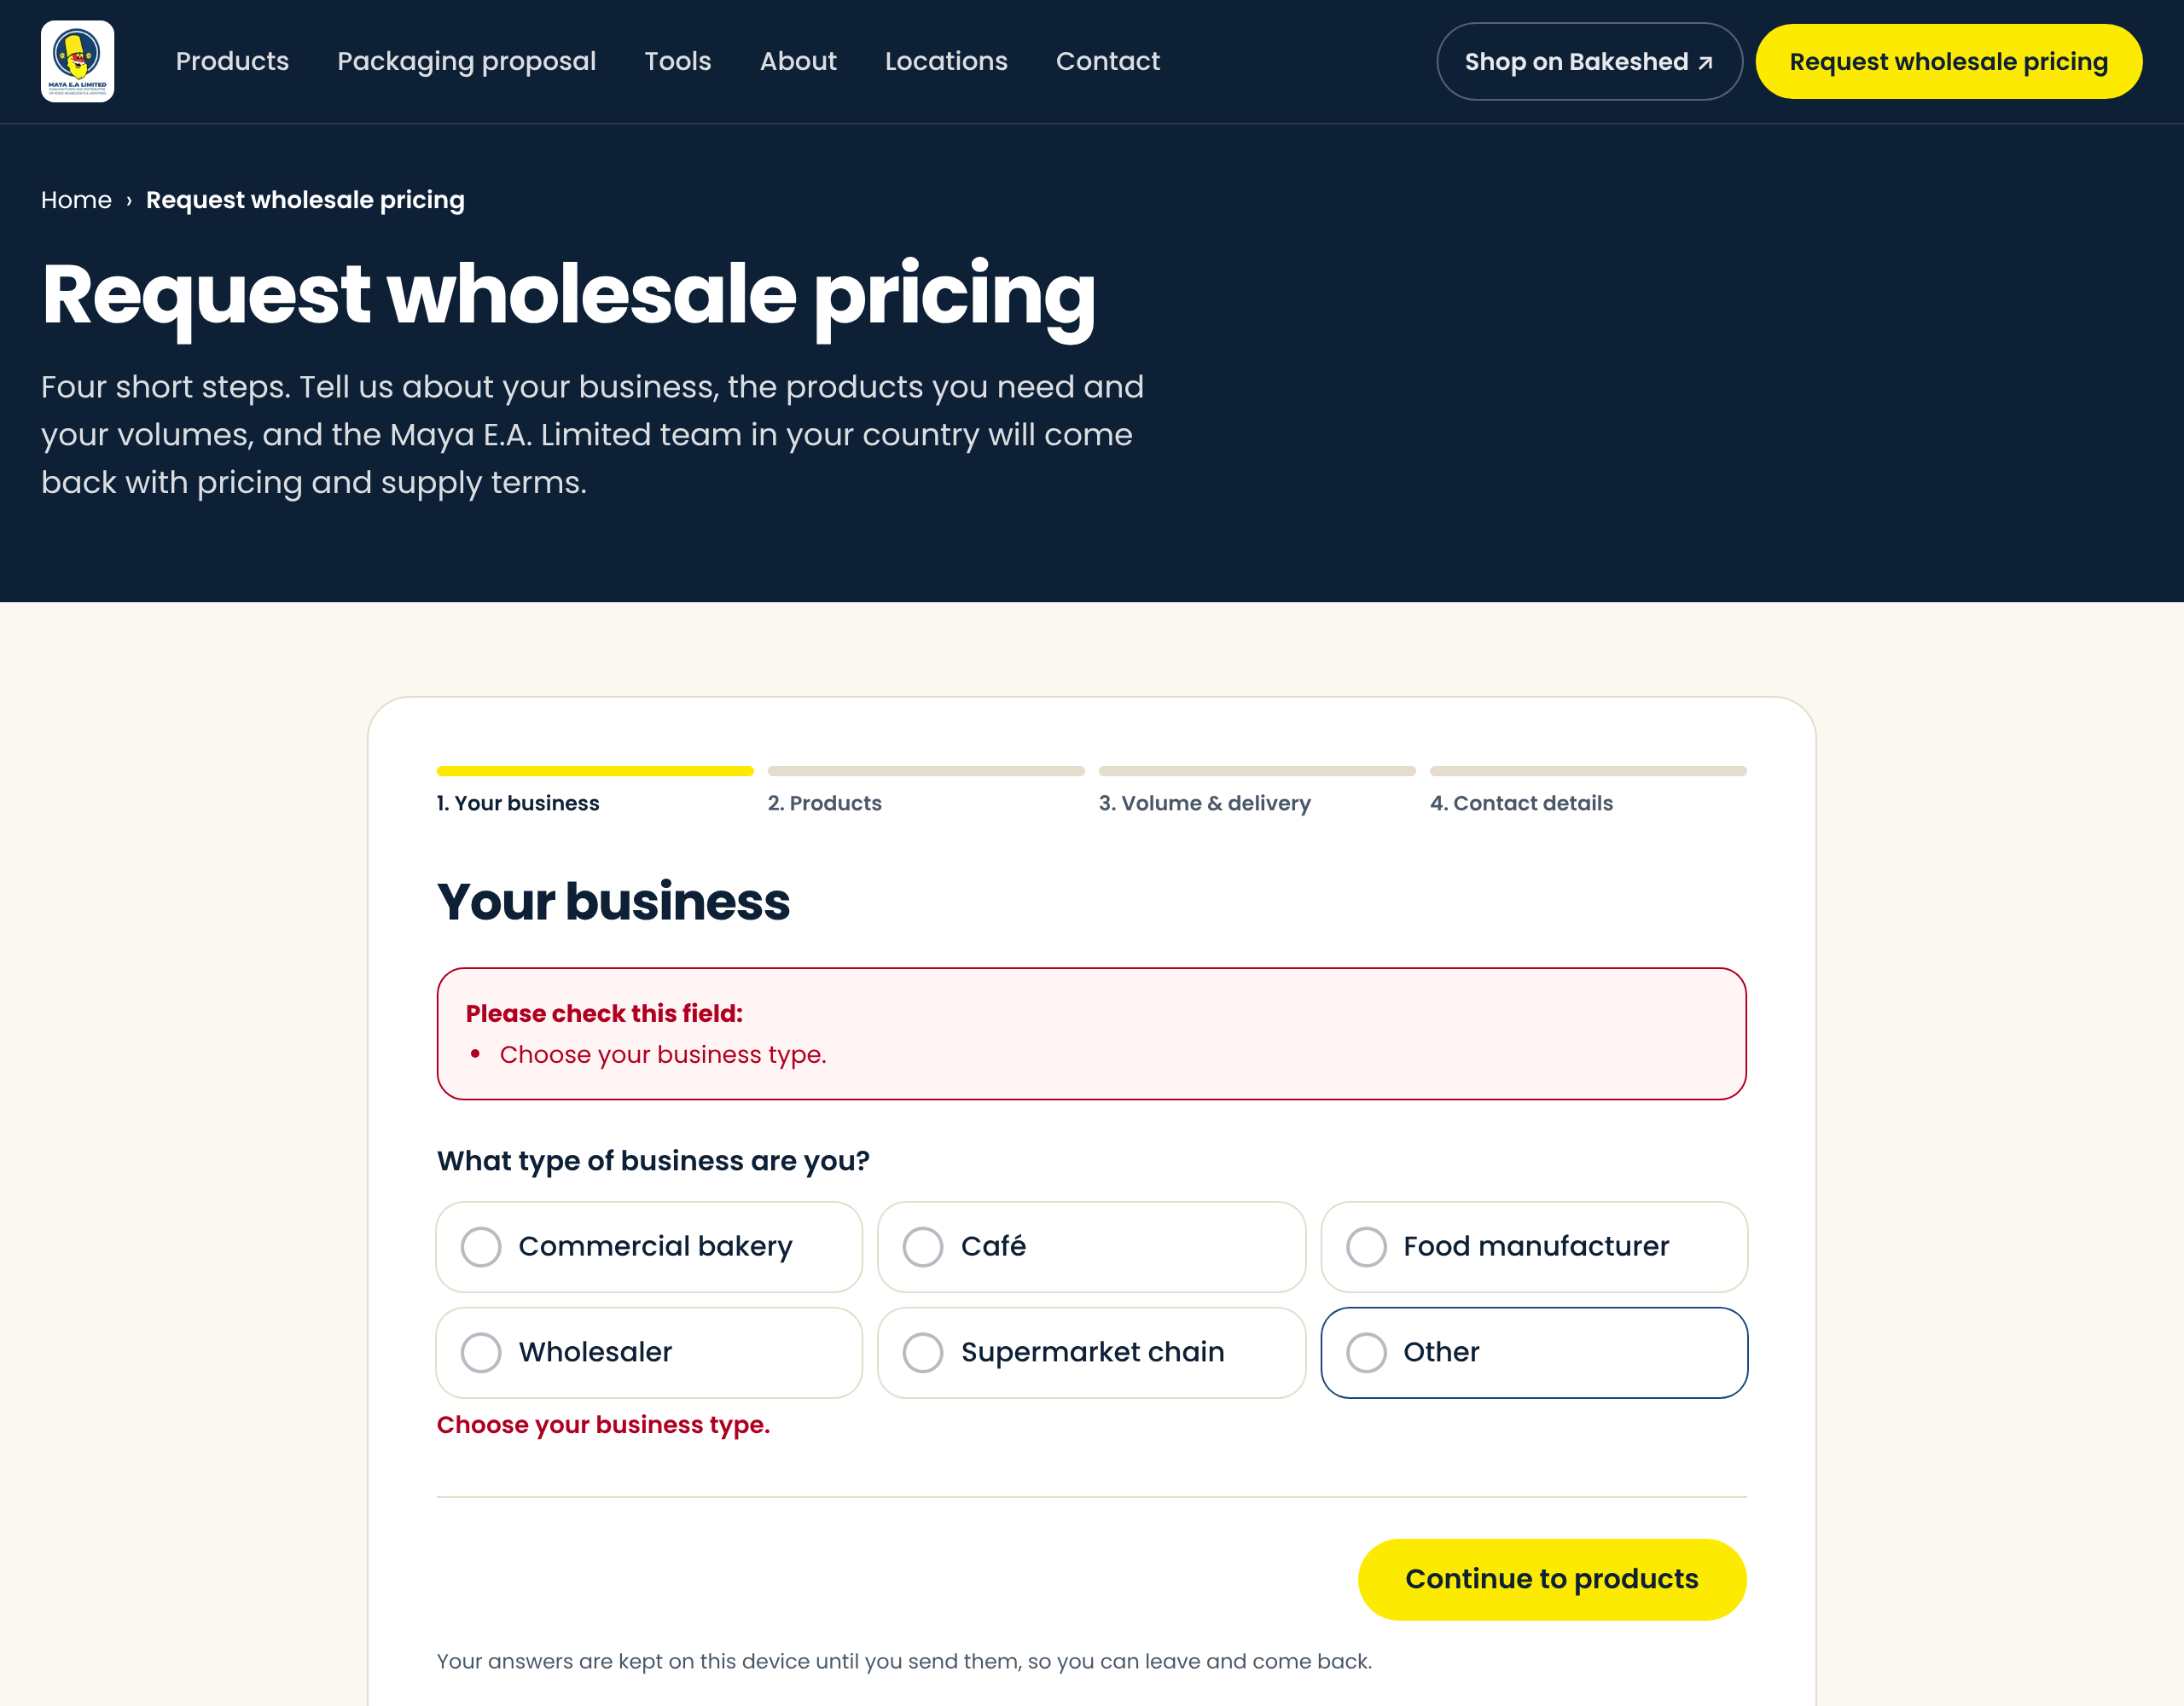 MAYA E.A LIMITED
Products
Packaging proposal
Tools
About
Locations
Contact
Shop on Bakeshed ↗
Request wholesale pricing
Home › Request wholesale pricing
Request wholesale pricing
Four short steps. Tell us about your business, the products you need and
your volumes, and the Maya E.A. Limited team in your country will come
back with pricing and supply terms.
1. Your business
2. Products
3. Volume & delivery
4. Contact details
Your business
Please check this field:
• Choose your business type.
What type of business are you?
Commercial bakery
Café
Food manufacturer
Wholesaler
Supermarket chain
Other
Choose your business type.
Continue to products
Your answers are kept on this device until you send them, so you can leave and come back.